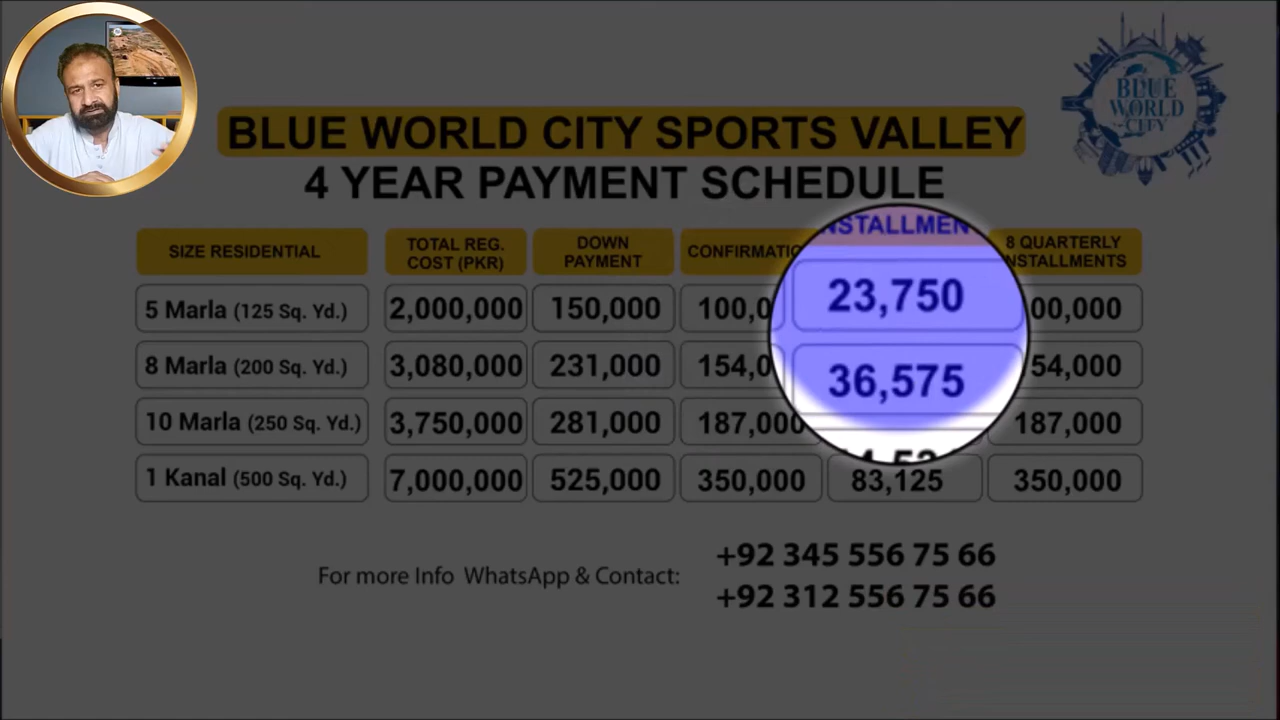 BLUE
WORLD
CITY
BLUE WORLD CITY SPORTS VALLEY
4 YEAR PAYMENT SCHEDULE
SIZE RESIDENTIAL TOTAL REG. COST (PKR) DOWN PAYMENT CONFIRMATIO NSTALLMEN 8 QUARTERLY NSTALLMENTS
5 Marla (125 Sq. Yd.) 2,000,000 150,000 100,0 23,750 00,000
8 Marla (200 Sq. Yd.) 3,080,000 231,000 154,0 36,575 54,000
10 Marla (250 Sq. Yd.) 3,750,000 281,000 187,000 187,000
1 Kanal (500 Sq. Yd.) 7,000,000 525,000 350,000 83,125 350,000
For more Info WhatsApp & Contact: +92 345 556 75 66
+92 312 556 75 66